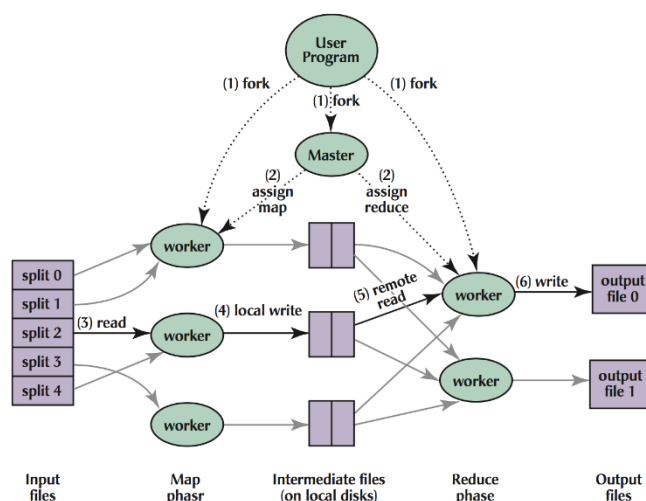 User
Program
(1) fork
(1) fork
(1) fork
Master
(2)
assign
map
(2)
assign
reduce
worker
split 0
split 1
split 2
split 3
split 4
(3) read
worker
(4) local write
(5) remote
read
worker
(6) write
output
file 0
worker
output
file 1
worker
Input
files
Map
phasr
Intermediate files
(on local disks)
Reduce
phase
Output
files